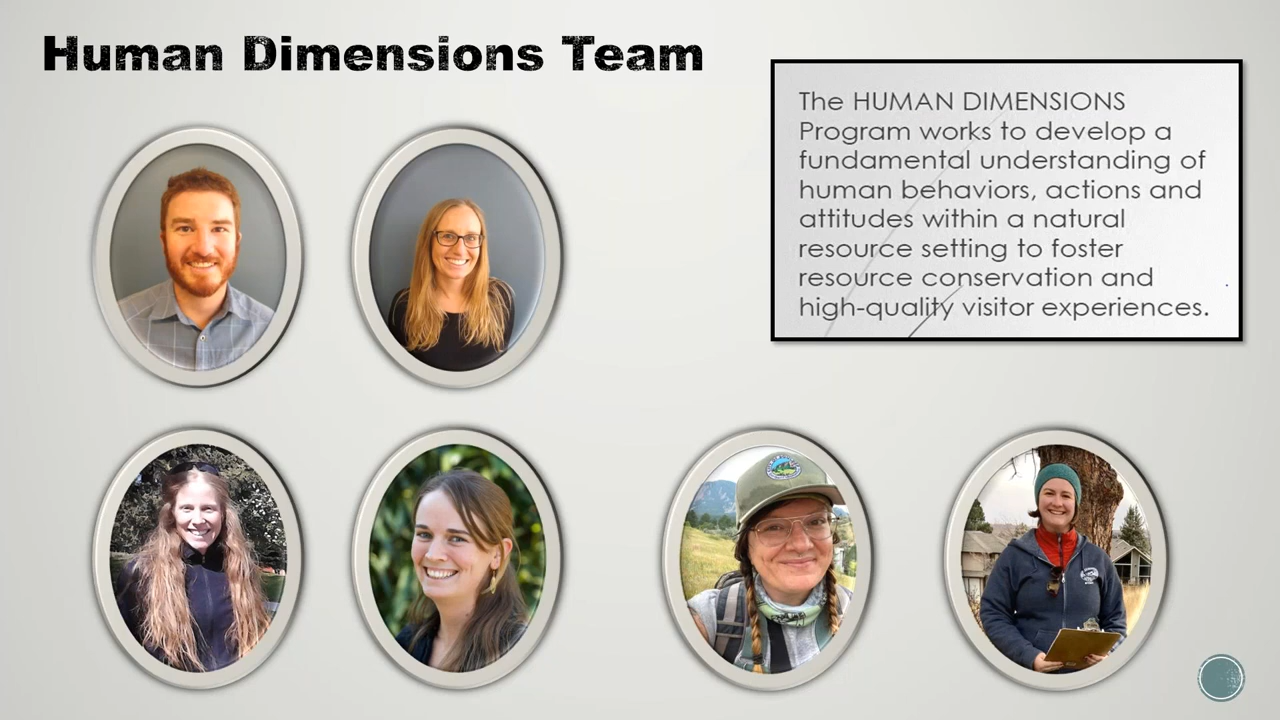 Human Dimensions Team
The HUMAN DIMENSIONS
Program works to develop a
fundamental understanding of
human behaviors, actions and
attitudes within a natural
resource setting to foster
resource conservation and
high-quality visitor experiences.